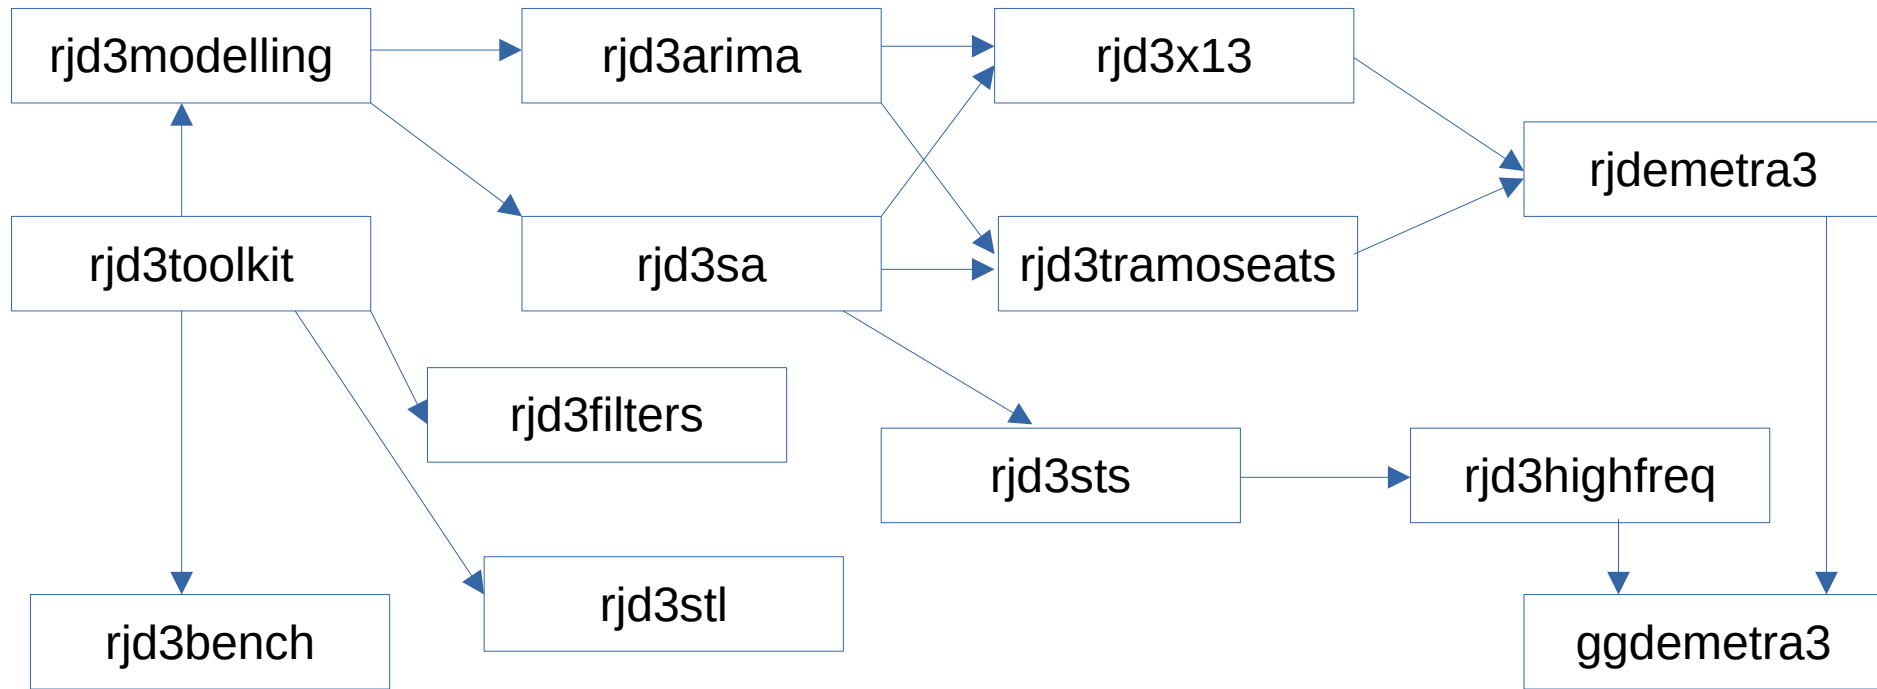 rjd3modelling
rjd3arima
rjd3x13
rjdemetra3
rjd3toolkit
rjd3sa
rjd3tramoseats
rjd3filters
rjd3sts
rjd3highfreq
rjd3stl
rjd3bench
ggdemetra3